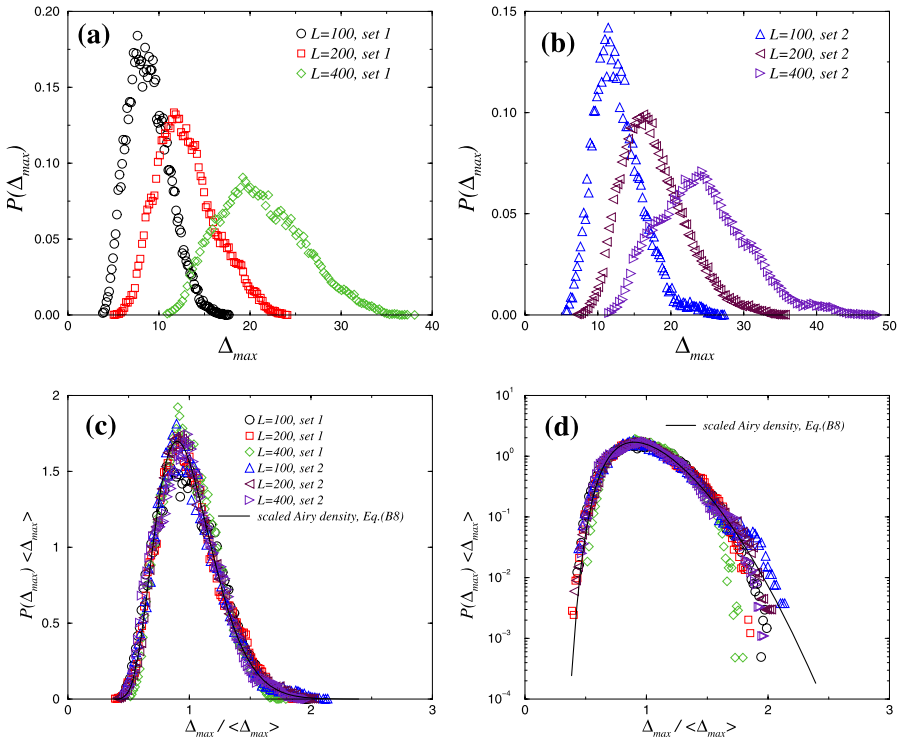 (a)
L=100, set 1
L=200, set 1
L=400, set 1
0.20
0.15
0.10
0.05
0.00
P(Δmax)
0
10
20
30
40
Δmax
(b)
L=100, set 2
L=200, set 2
L=400, set 2
0.15
0.10
0.05
0.00
P(Δmax)
0
10
20
30
40
50
Δmax
(c)
L=100, set 1
L=200, set 1
L=400, set 1
L=100, set 2
L=200, set 2
L=400, set 2
scaled Airy density, Eq.(B8)
2
1.5
1
0.5
0
P(Δmax) <Δmax>
0
1
2
3
Δmax / <Δmax>
(d)
scaled Airy density, Eq.(B8)
10^1
10^0
10^-1
10^-2
10^-3
10^-4
P(Δmax) <Δmax>
0
1
2
3
Δmax / <Δmax>